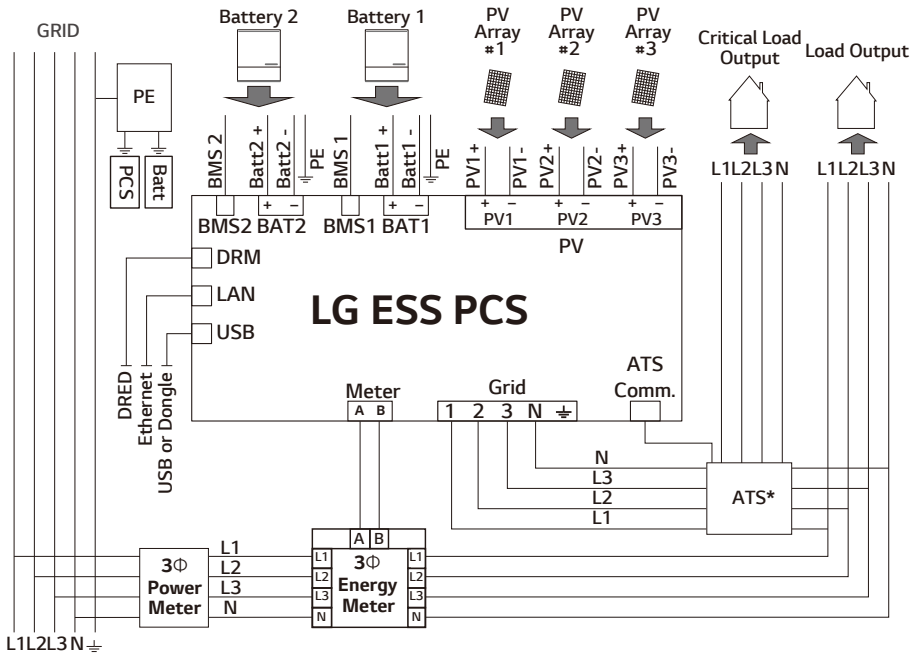 GRID
Battery 2
Battery 1
PV
Array
#1
PV
Array
#2
PV
Array
#3
Critical Load
Output
Load Output
PE
PCS
Batt
BMS 2
Batt2 +
Batt2 -
PE
BMS 1
Batt1 +
Batt1 -
PE
PV1+
PV1-
PV2+
PV2-
PV3+
PV3-
L1L2L3 N
L1L2L3N
+ −
+ −
+ −
+ −
+ −
PV1
PV2
PV3
BMS2 BAT2
BMS1 BAT1
PV
DRM
LAN
USB
LG ESS PCS
DRED
Ethernet
USB or Dongle
Meter
A B
Grid
1 2 3 N
ATS
Comm.
N
L3
L2
L1
ATS*
3Φ
Power
Meter
L1
L2
L3
N
A B
L1
L2
L3
N
3Φ
Energy
Meter
L1
L2
L3
N
L1L2L3 N